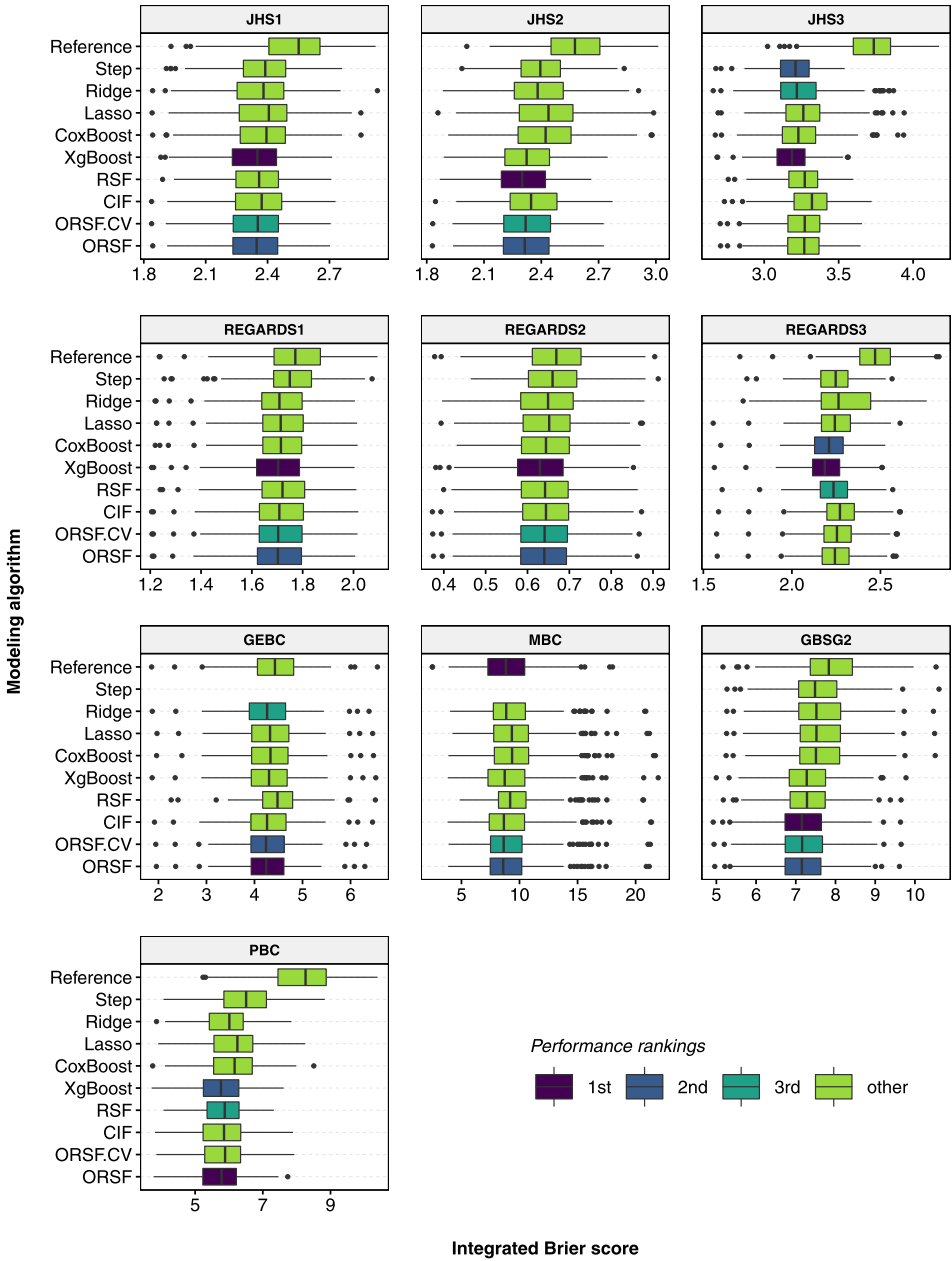 JHS1
JHS2
JHS3
Reference
Step
Ridge
Lasso
CoxBoost
XgBoost
RSF
CIF
ORSF.CV
ORSF
1.8 2.1 2.4 2.7
1.8 2.1 2.4 2.7 3.0
3.0 3.5 4.0
REGARDS1
REGARDS2
REGARDS3
Reference
Step
Ridge
Lasso
CoxBoost
XgBoost
RSF
CIF
ORSF.CV
ORSF
1.2 1.4 1.6 1.8 2.0
0.4 0.5 0.6 0.7 0.8 0.9
1.5 2.0 2.5
Modeling algorithm
GEBC
MBC
GBSG2
Reference
Step
Ridge
Lasso
CoxBoost
XgBoost
RSF
CIF
ORSF.CV
ORSF
2 3 4 5 6
5 10 15 20
5 6 7 8 9 10
PBC
Reference
Step
Ridge
Lasso
CoxBoost
XgBoost
RSF
CIF
ORSF.CV
ORSF
5 7 9
Performance rankings
1st 2nd 3rd other
Integrated Brier score